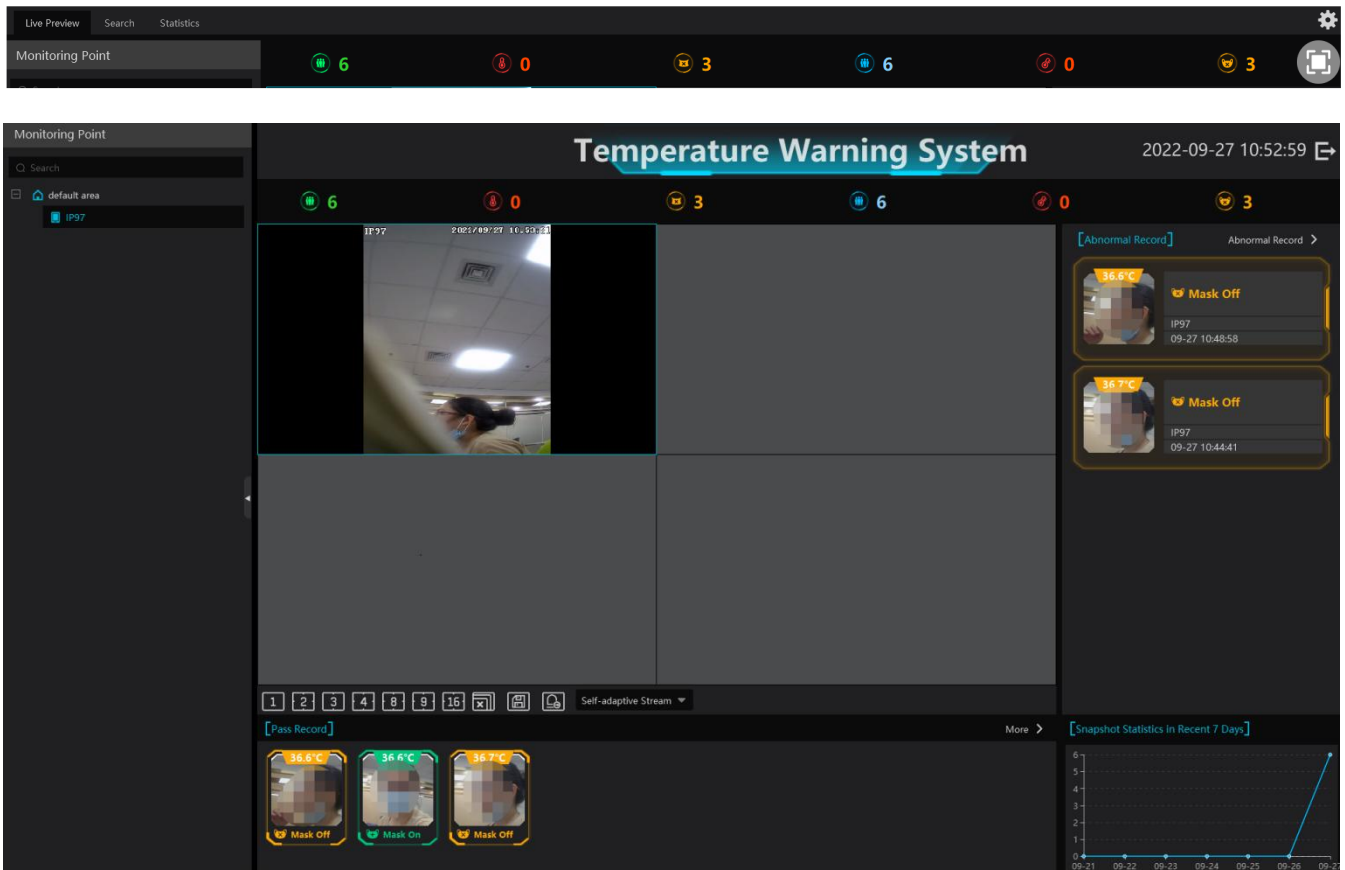 Live Preview Search Statistics
Monitoring Point
6 0 3 6 0 3
Monitoring Point
Temperature Warning System
2022-09-27 10:52:59
Search
default area
IP97
6 0 3 6 0 3
IP97
[Abnormal Record] Abnormal Record >
36.6°C
Mask Off
IP97
09-27 10:48:58
36.7°C
Mask Off
IP97
09-27 10:44:41
1 2 3 4 8 9 16 Self-adaptive Stream
[Pass Record] More >
36.6°C 36.6°C 36.7°C
Mask Off Mask On Mask Off
[Snapshot Statistics in Recent 7 Days]
6
5
4
3
2
1
0
09-21 09-22 09-23 09-24 09-25 09-26 09-27